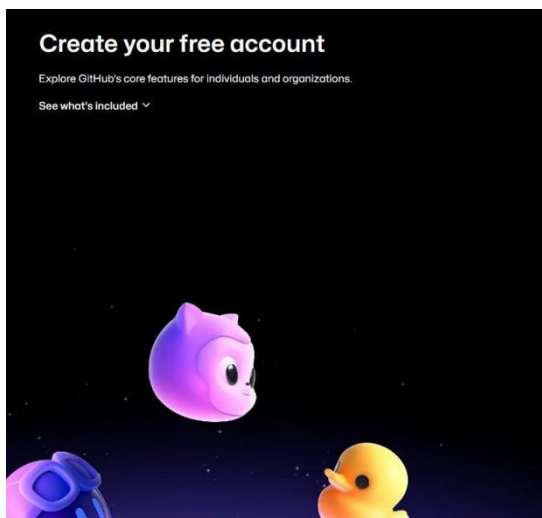 Create your free account
Explore GitHub's core features for individuals and organizations.
See what's included